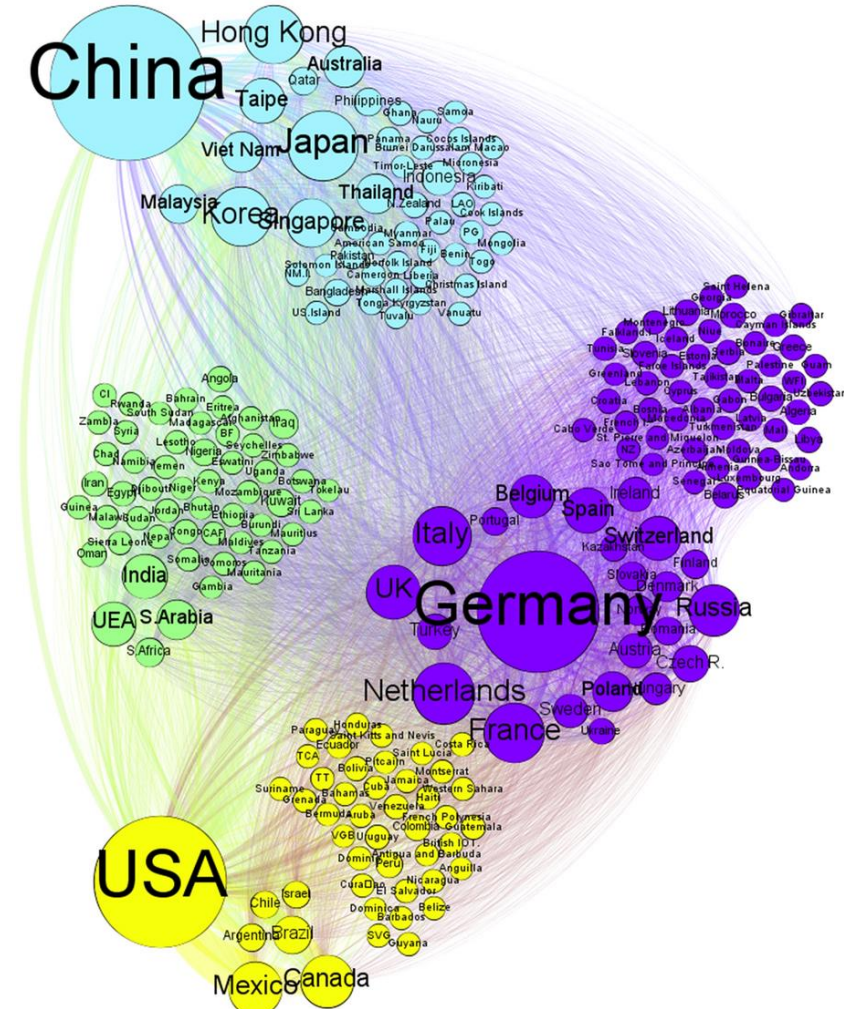 China
Hong Kong
Australia
Qatar
Taipe
Philippines
Ghana
Samoa
Nauru
Viet Nam
Japan
Panama
Cocos Islands
Brunei Darussalam
Macao
Timor-Leste
Micronesia
Indonesia
Kiribati
Malaysia
Korea
Singapore
Thailand
N.Zealand
LAO
Cook Islands
Palau
Cambodia
Myanmar
PG
Mongolia
American Samoa
Fiji
Benin
Pakistan
Norfolk Island
Togo
Solomon Islands
NM.I.
Cameroon
Liberia
Bangladesh
Marshall Islands
Christmas Island
Tonga
Kyrgyzstan
US.Island
Tuvalu
Vanuatu
Saint Helena
Georgia
Lithuania
Morocco
Gibraltar
Montenegro
Cayman Islands
Falkland.I
Niue
Iceland
Bonaire
Tunisia
Slovenia
Estonia
Serbia
Greece
Faroe Islands
Palestine
Guam
Greenland
Lebanon
Tajikistan
Malta
WFI
Cyprus
Uzbekistan
Croatia
Gabon
Bulgaria
Bosnia
Albania
Algeria
Cabo Verde
French T.
Macedonia
Latvia
Turkmenistan
Mali
St. Pierre and Miquelon
Libya
NZ
Azerbaijan
Moldova
Sao Tome and Principe
Armenia
Guinea-Bissau
Andorra
Senegal
Luxembourg
Belarus
Equatorial Guinea
Angola
CI
Rwanda
Bahrain
Eritrea
South Sudan
Zambia
Madagascar
Afghanistan
Iraq
Syria
BF
Lesotho
Seychelles
Chad
Nigeria
Zimbabwe
Namibia
Yemen
Eswatini
Uganda
Iran
Djibouti
Niger
Kenya
Botswana
Egypt
Mozambique
Kuwait
Tokelau
Guinea
Malawi
Sudan
Jordan
Bhutan
Ethiopia
Sri Lanka
Burundi
Sierra Leone
Nepal
Congo
CAF
Maldives
Mauritius
Oman
Somalia
Comoros
Tanzania
India
Mauritania
Gambia
UEA
S.Arabia
S.Africa
Belgium
Spain
Ireland
Italy
Portugal
Switzerland
Kazakhstan
Finland
UK
Slovakia
Denmark
Germany
Russia
Turkey
Romania
Austria
Czech R.
Netherlands
Poland
Hungary
Sweden
France
Ukraine
Honduras
Paraguay
Saint Kitts and Nevis
Ecuador
Costa Rica
TCA
Saint Lucia
Bolivia
Pitcairn
Montserrat
TT
Cuba
Jamaica
Suriname
Bahamas
Western Sahara
Grenada
Haiti
Venezuela
Bermuda
Aruba
French Polynesia
Colombia
Guatemala
VGB
Uruguay
British IOT.
Antigua and Barbuda
Peru
Anguilla
Nicaragua
El Salvador
Dominica
Belize
Barbados
SVG
Guyana
USA
Chile
Israel
Argentina
Brazil
Mexico
Canada